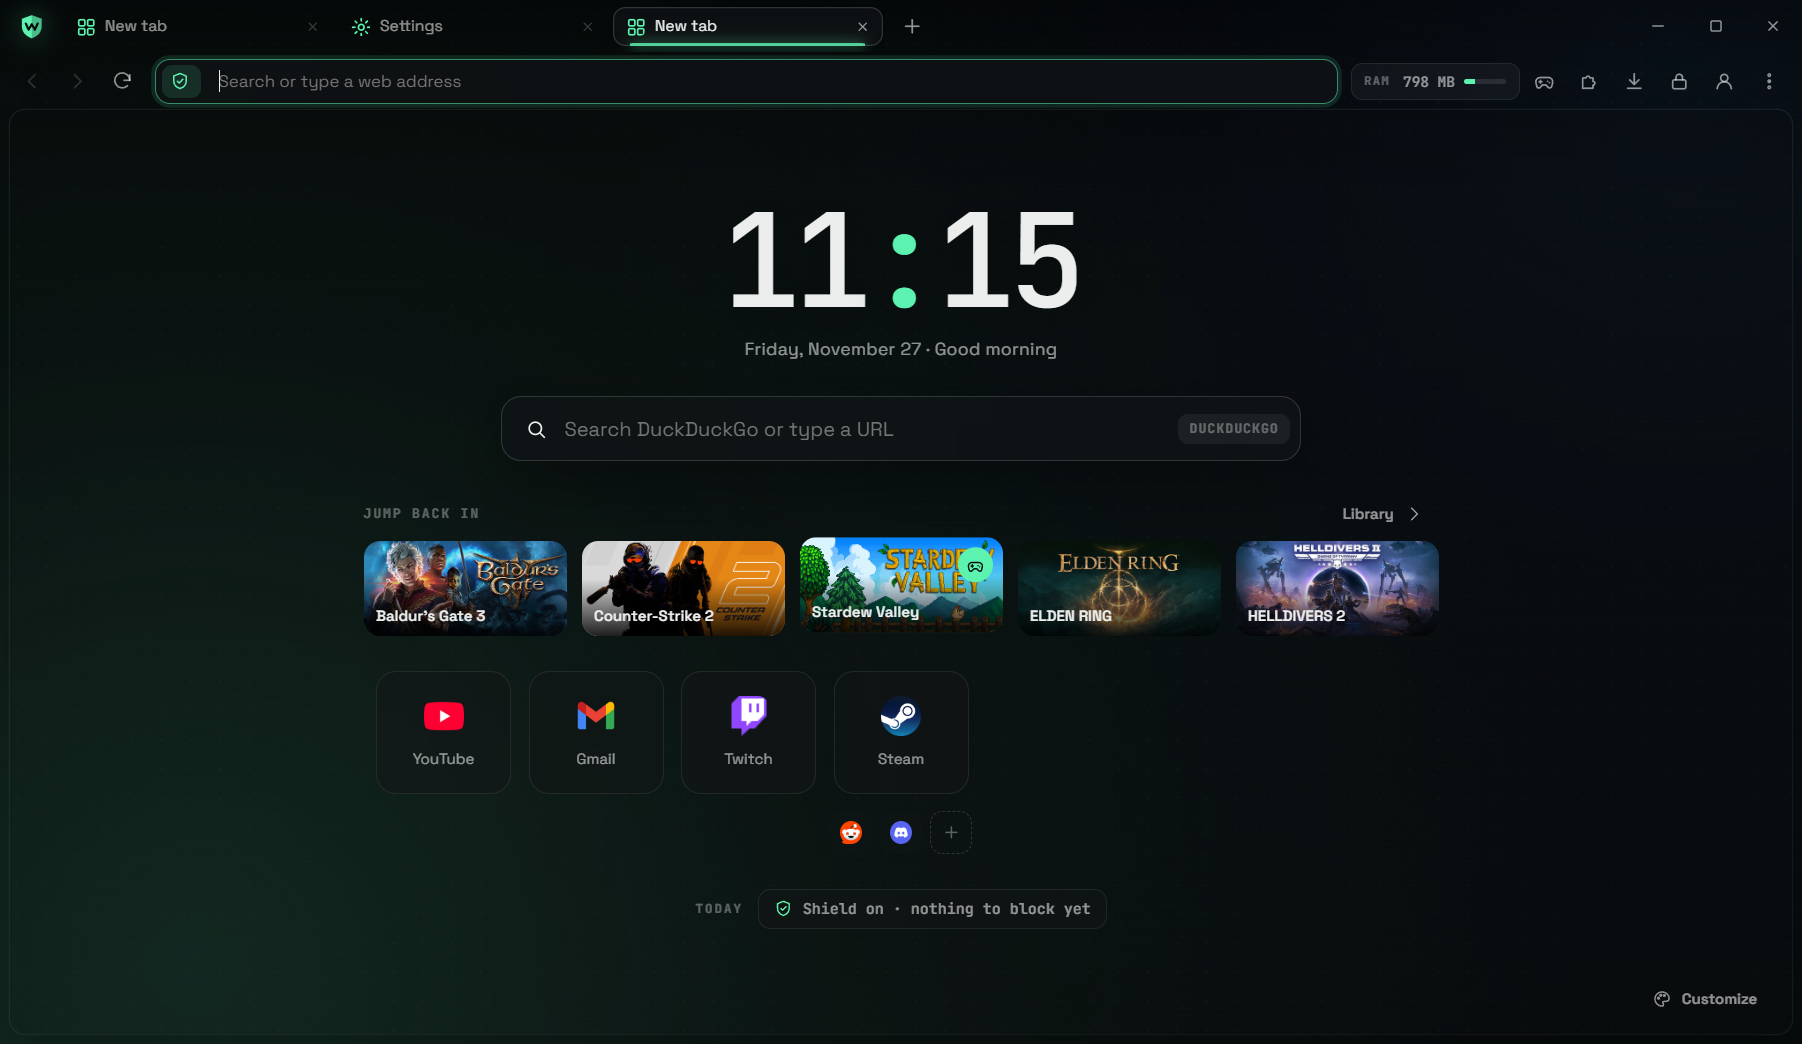 New tab
Settings
New tab
Search or type a web address
RAM 798 MB
11:15
Friday, November 27 · Good morning
Search DuckDuckGo or type a URL
DUCKDUCKGO
JUMP BACK IN
Library
Baldur's Gate
Baldur's Gate 3
2
COUNTER STRIKE
Counter-Strike 2
STARDEW VALLEY
Stardew Valley
ELDEN RING
ELDEN RING
HELLDIVERS II
HELLDIVERS 2
YouTube
Gmail
Twitch
Steam
TODAY
Shield on · nothing to block yet
Customize